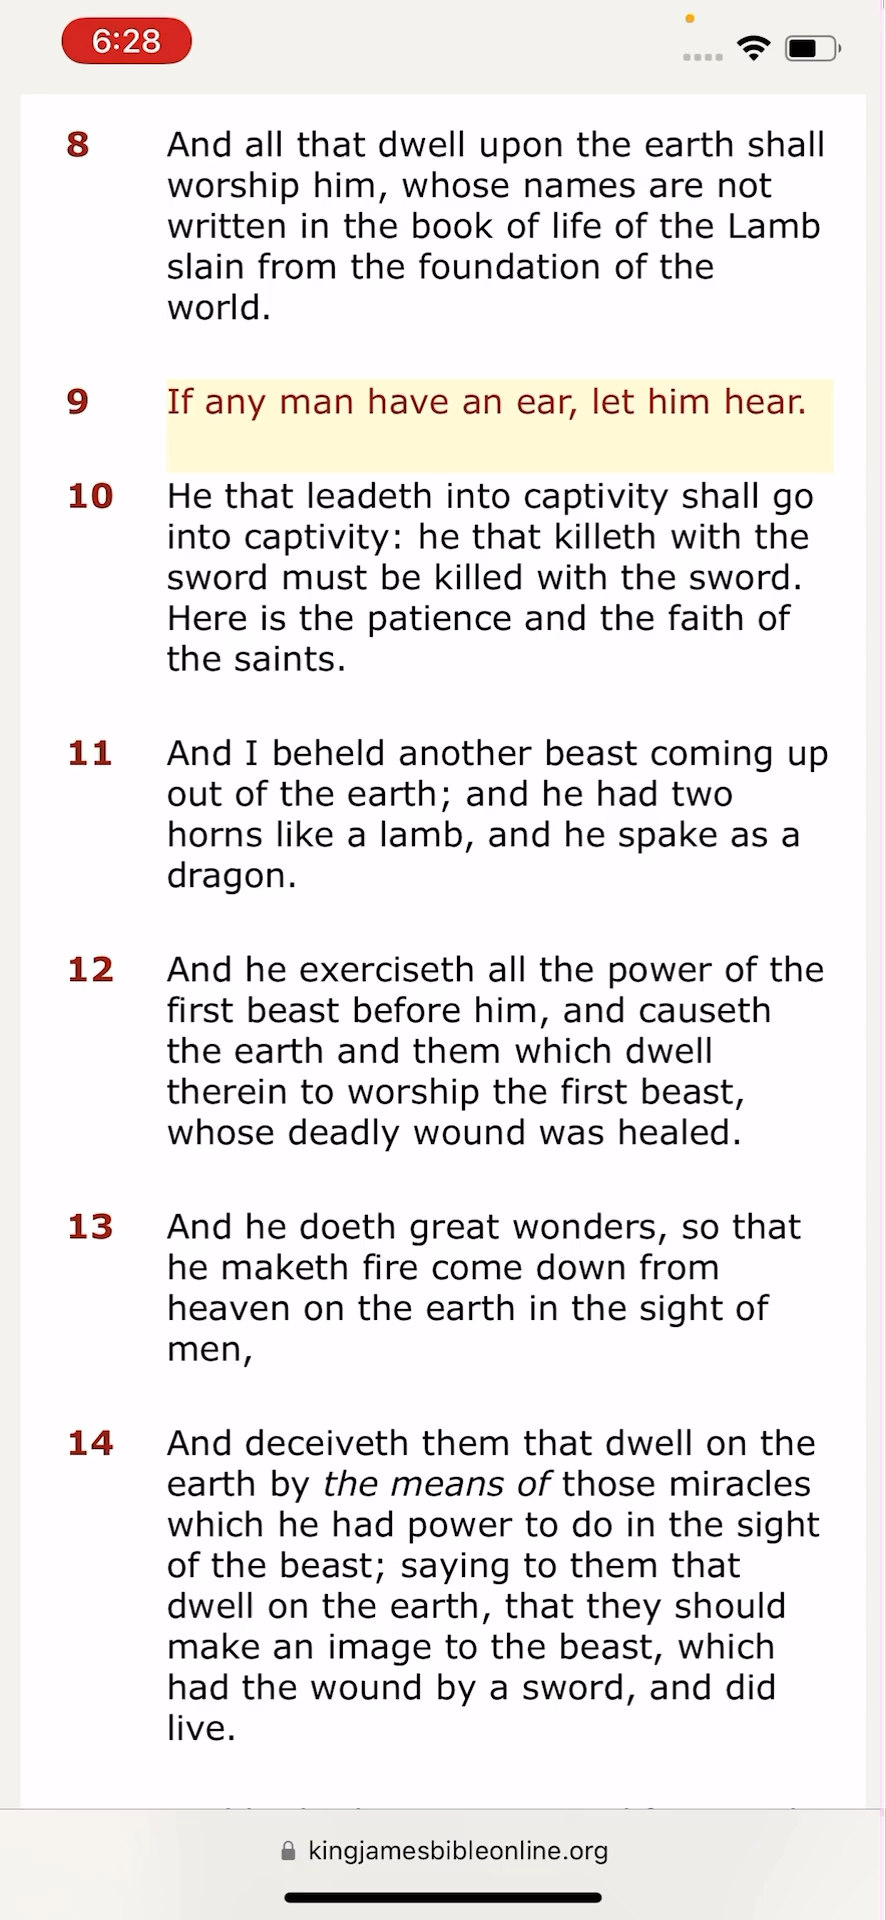 6:28
8 And all that dwell upon the earth shall
worship him, whose names are not
written in the book of life of the Lamb
slain from the foundation of the
world.
9 If any man have an ear, let him hear.
10 He that leadeth into captivity shall go
into captivity: he that killeth with the
sword must be killed with the sword.
Here is the patience and the faith of
the saints.
11 And I beheld another beast coming up
out of the earth; and he had two
horns like a lamb, and he spake as a
dragon.
12 And he exerciseth all the power of the
first beast before him, and causeth
the earth and them which dwell
therein to worship the first beast,
whose deadly wound was healed.
13 And he doeth great wonders, so that
he maketh fire come down from
heaven on the earth in the sight of
men,
14 And deceiveth them that dwell on the
earth by the means of those miracles
which he had power to do in the sight
of the beast; saying to them that
dwell on the earth, that they should
make an image to the beast, which
had the wound by a sword, and did
live.
kingjamesbibleonline.org